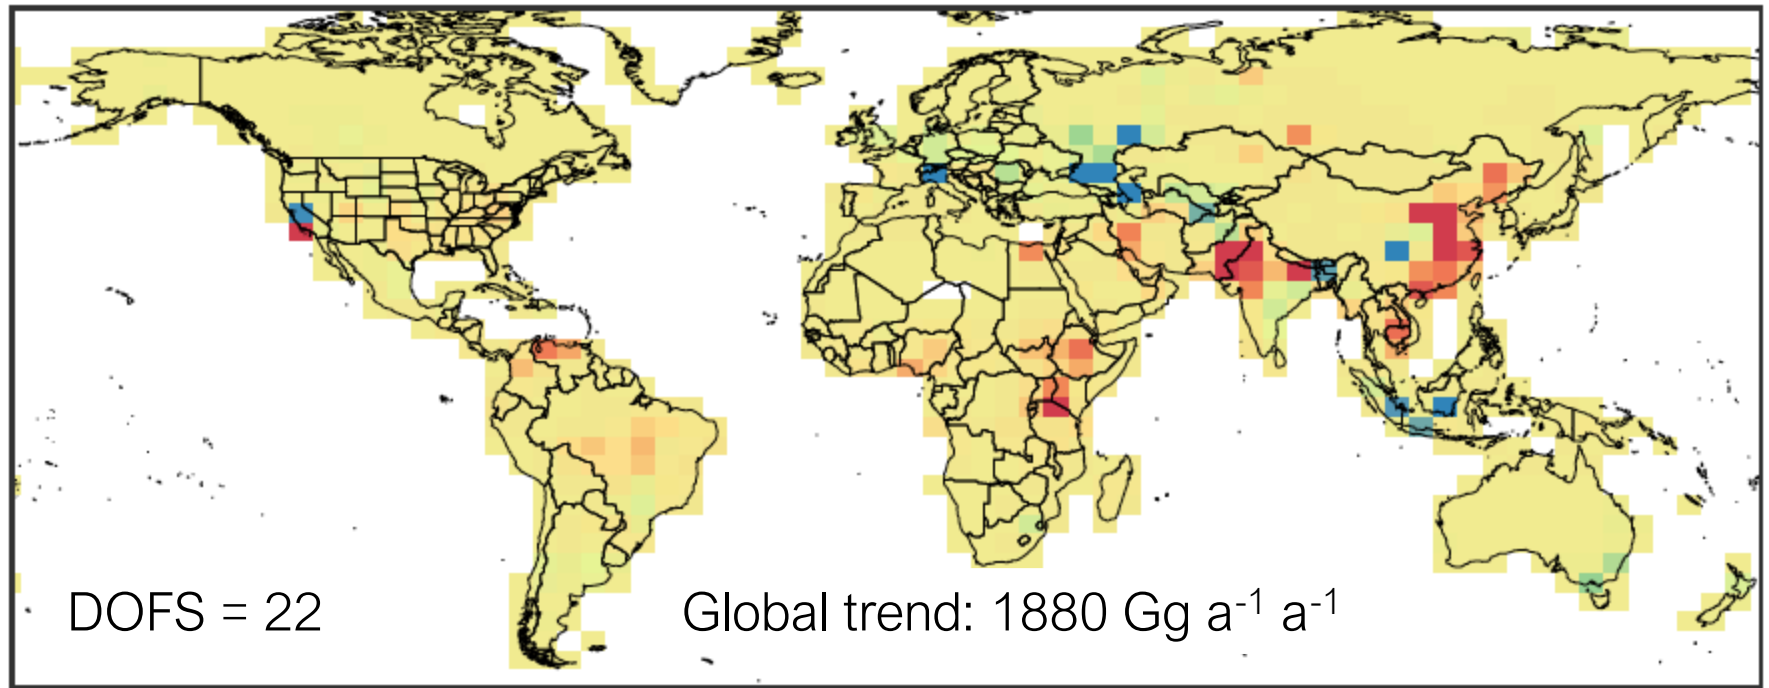 DOFS = 22
Global trend: 1880 Gg a⁻¹ a⁻¹